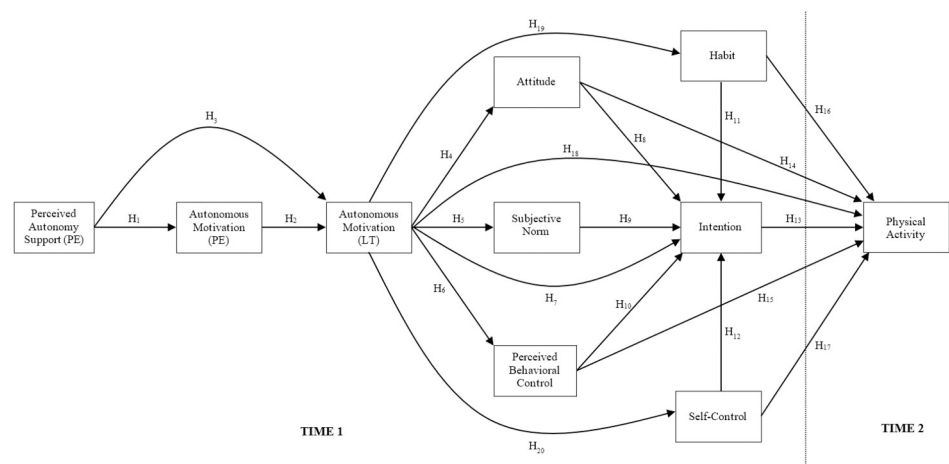 H19
Habit
Attitude
H16
H3
H11
H8
H4
H18
H14
Perceived
Autonomy
Support (PE)
H1
Autonomous
Motivation
(PE)
H2
Autonomous
Motivation
(LT)
H5
Subjective
Norm
H9
Intention
H13
Physical
Activity
H6
H7
H10
H15
H12
H17
Perceived
Behavioral
Control
Self-Control
TIME 1
H20
TIME 2